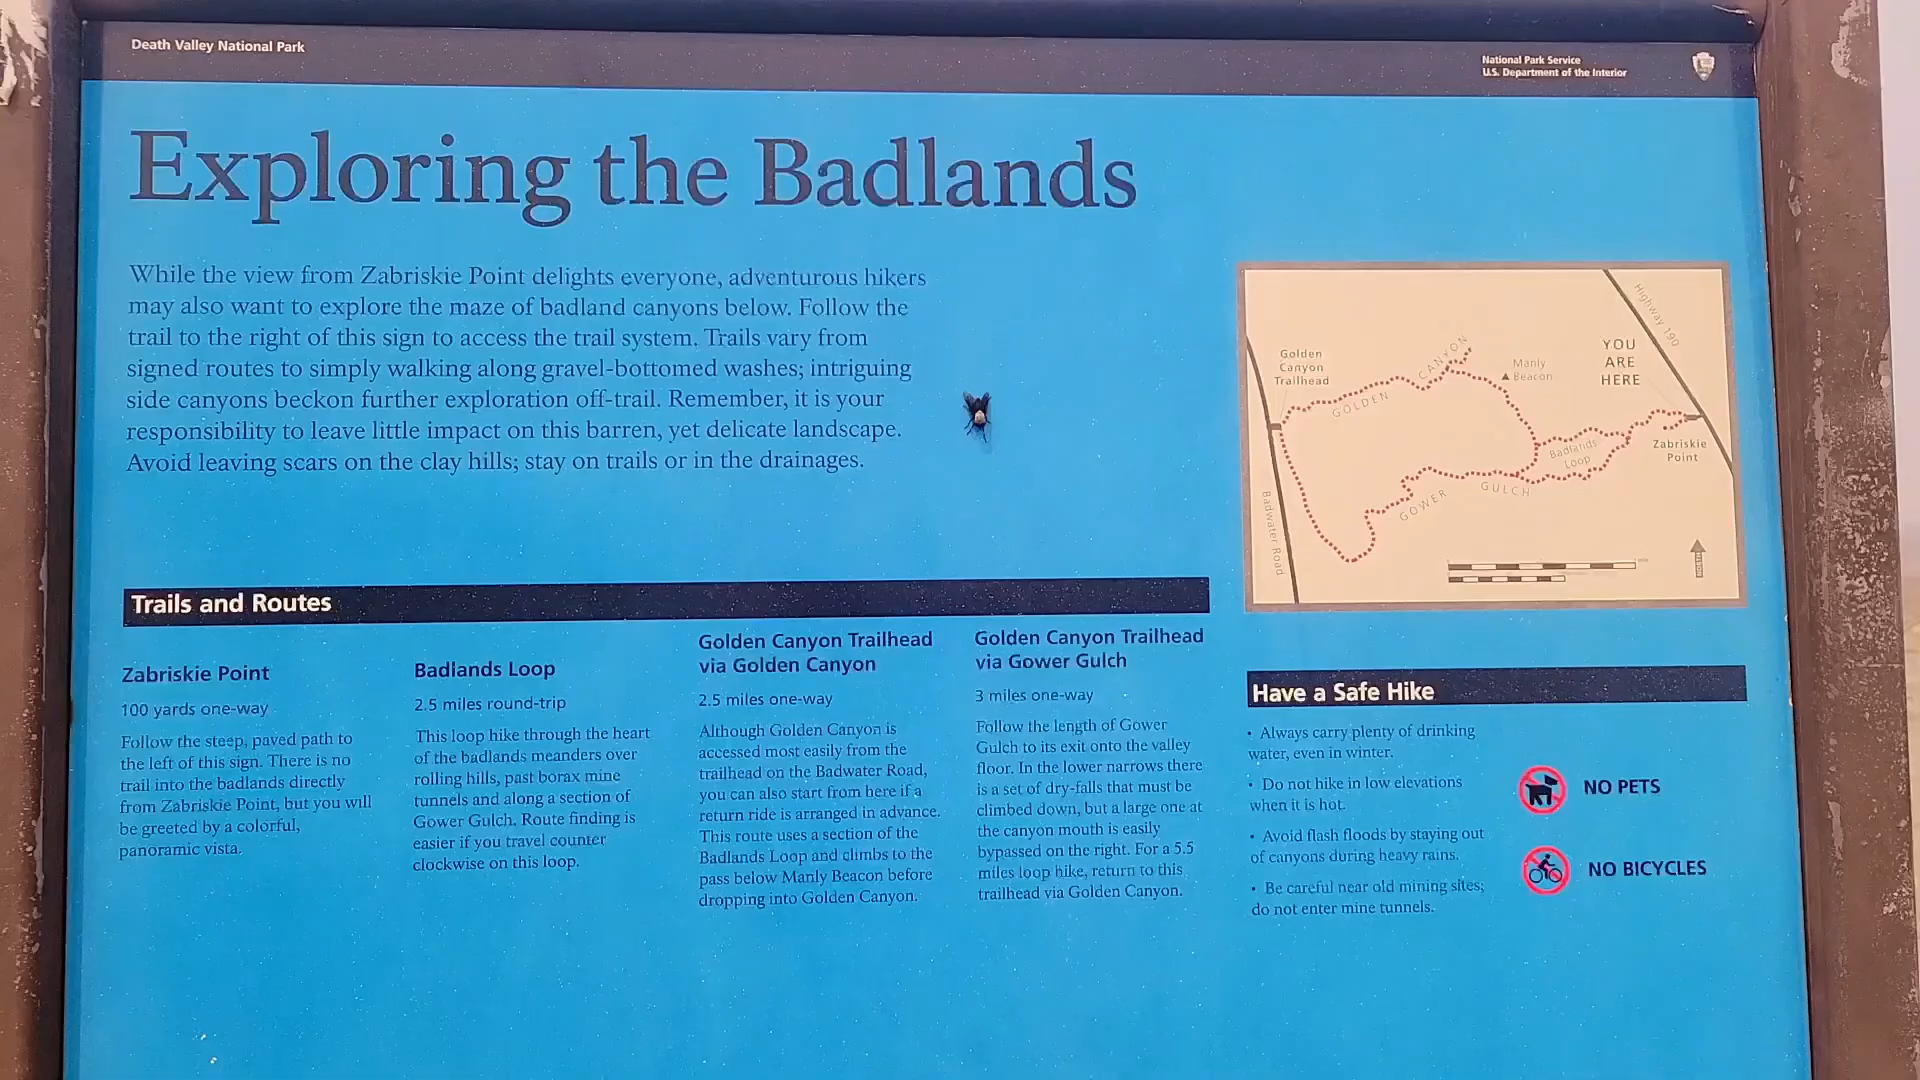 Death Valley National Park
National Park Service
U.S. Department of the Interior
Exploring the Badlands
While the view from Zabriskie Point delights everyone, adventurous hikers
may also want to explore the maze of badland canyons below. Follow the
trail to the right of this sign to access the trail system. Trails vary from
signed routes to simply walking along gravel-bottomed washes; intriguing
side canyons beckon further exploration off-trail. Remember, it is your
responsibility to leave little impact on this barren, yet delicate landscape.
Avoid leaving scars on the clay hills; stay on trails or in the drainages.
Highway 190
YOU
ARE
HERE
Golden
Canyon
Trailhead
GOLDEN CANYON
Manly
Beacon
Badlands
Loop
Zabriskie
Point
GOWER GULCH
Badwater Road
NORTH
Trails and Routes
Zabriskie Point
100 yards one-way
Follow the steep, paved path to
the left of this sign. There is no
trail into the badlands directly
from Zabriskie Point, but you will
be greeted by a colorful,
panoramic vista.
Badlands Loop
2.5 miles round-trip
This loop hike through the heart
of the badlands meanders over
rolling hills, past borax mine
tunnels and along a section of
Gower Gulch. Route finding is
easier if you travel counter
clockwise on this loop.
Golden Canyon Trailhead
via Golden Canyon
2.5 miles one-way
Although Golden Canyon is
accessed most easily from the
trailhead on the Badwater Road,
you can also start from here if a
return ride is arranged in advance.
This route uses a section of the
Badlands Loop and climbs to the
pass below Manly Beacon before
dropping into Golden Canyon.
Golden Canyon Trailhead
via Gower Gulch
3 miles one-way
Follow the length of Gower
Gulch to its exit onto the valley
floor. In the lower narrows there
is a set of dry-falls that must be
climbed down, but a large one at
the canyon mouth is easily
bypassed on the right. For a 5.5
miles loop hike, return to this
trailhead via Golden Canyon.
Have a Safe Hike
• Always carry plenty of drinking
water, even in winter.
• Do not hike in low elevations
when it is hot.
• Avoid flash floods by staying out
of canyons during heavy rains.
• Be careful near old mining sites;
do not enter mine tunnels.
NO PETS
NO BICYCLES